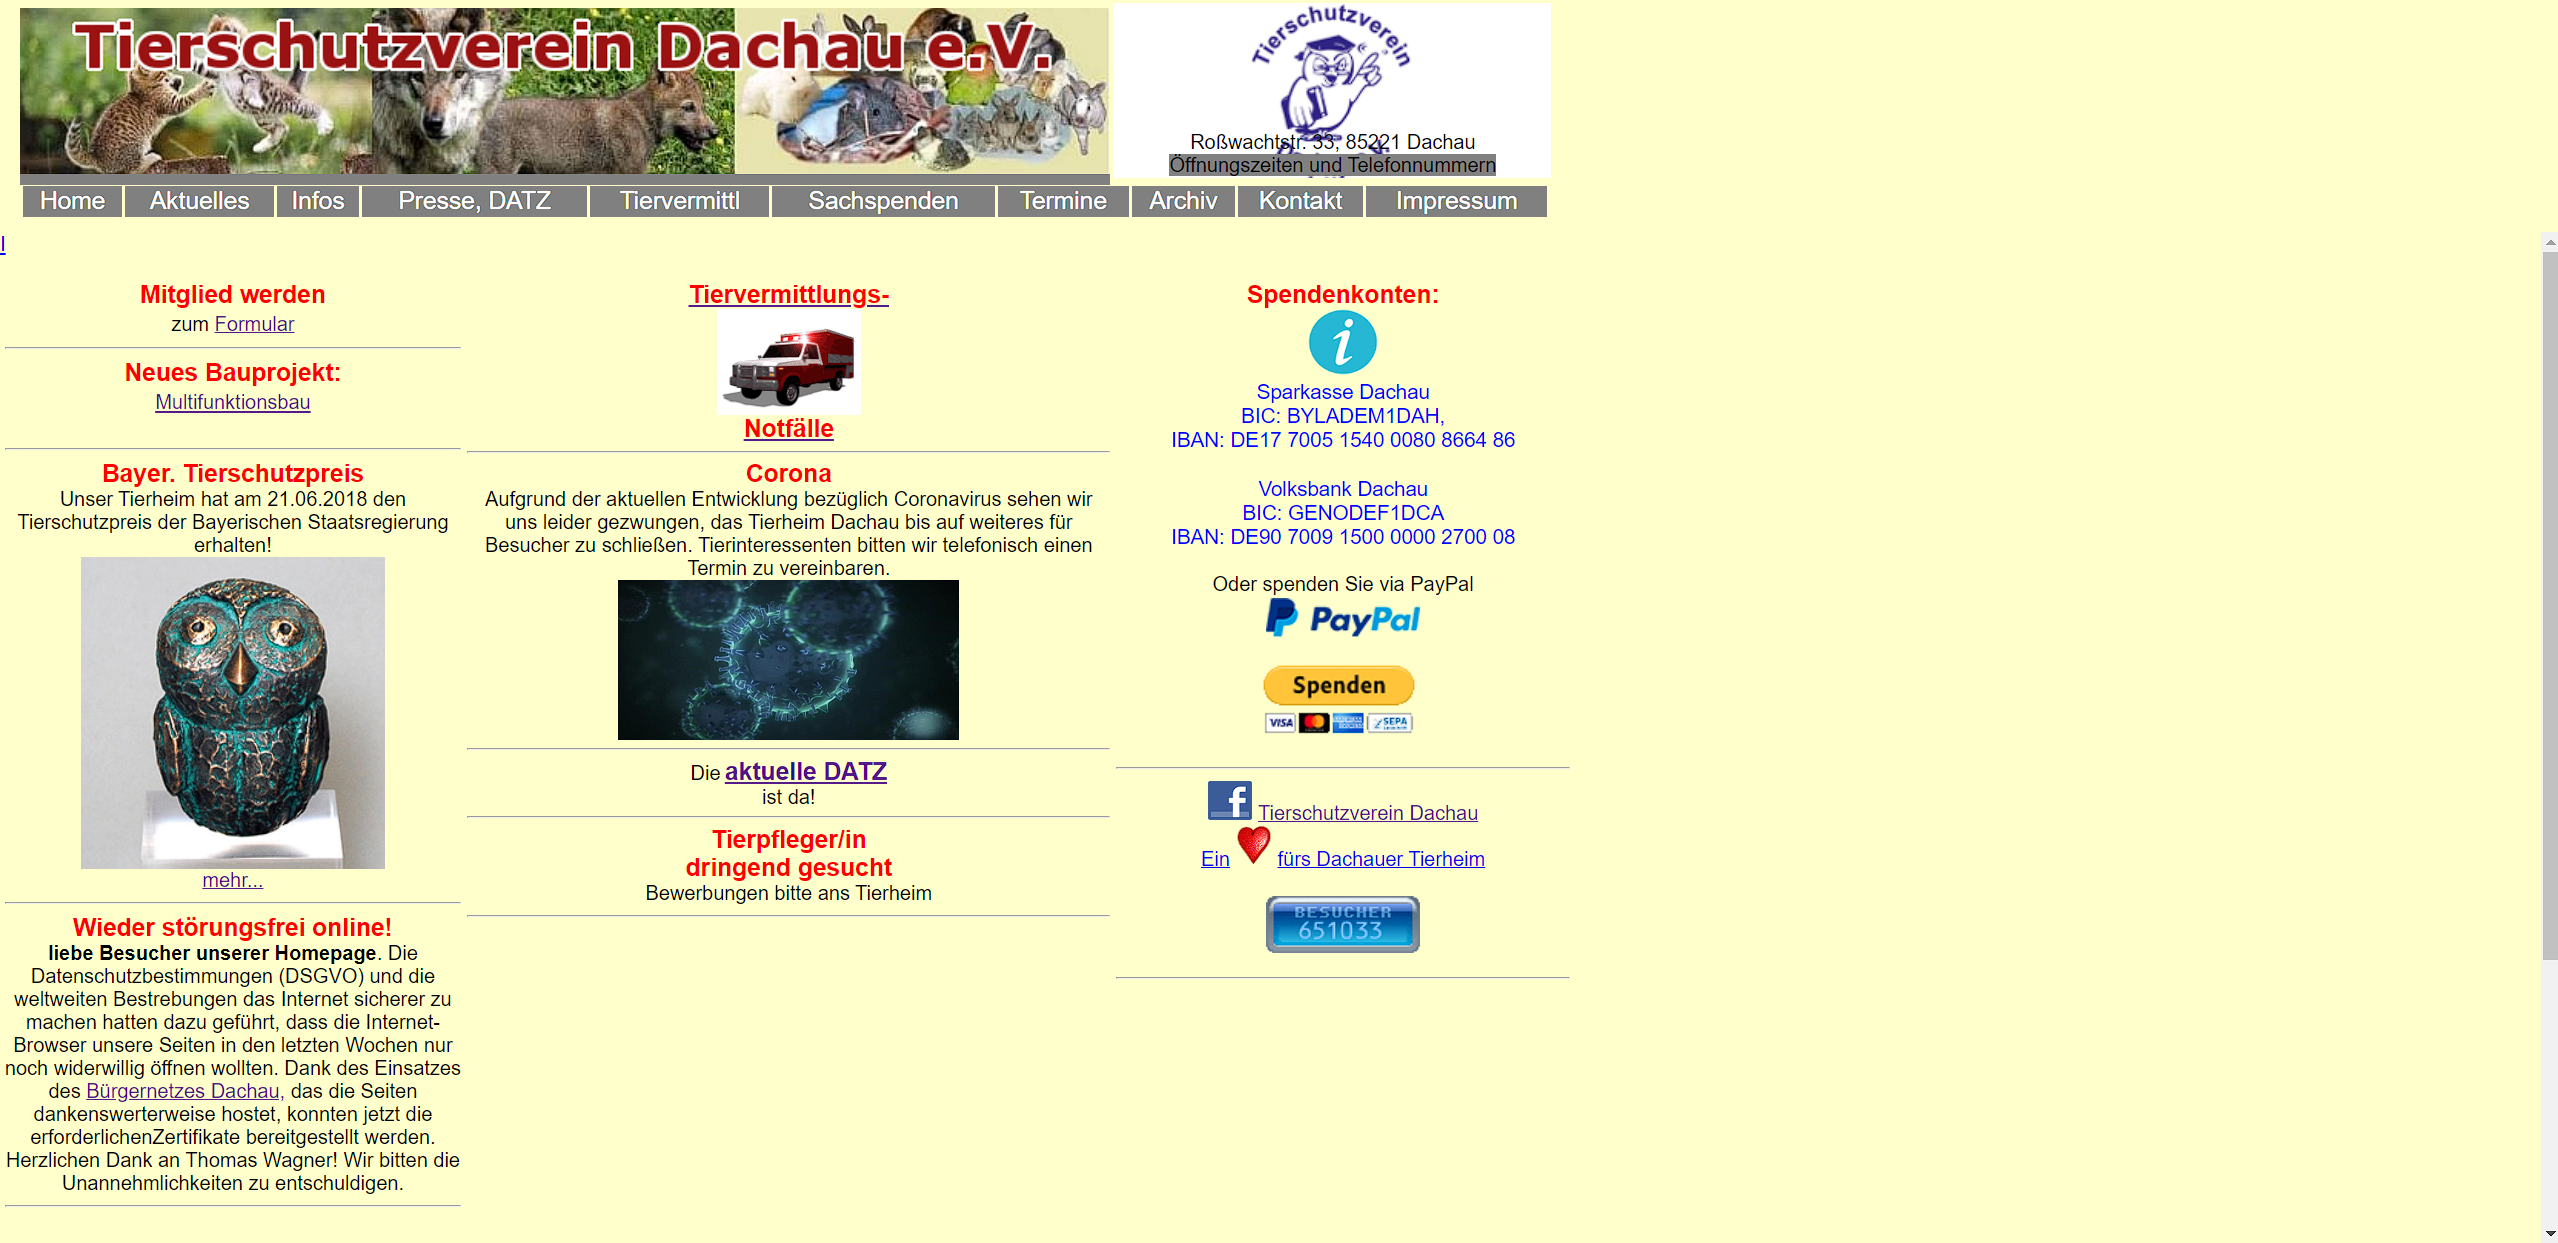 Tierschutzverein Dachau e.V.
Tierschutzverein
Roßwachtstr. 33, 85221 Dachau
Öffnungszeiten und Telefonnummern
Home Aktuelles Infos Presse, DATZ Tiervermittl Sachspenden Termine Archiv Kontakt Impressum
l
Mitglied werden
zum Formular
Neues Bauprojekt:
Multifunktionsbau
Bayer. Tierschutzpreis
Unser Tierheim hat am 21.06.2018 den
Tierschutzpreis der Bayerischen Staatsregierung
erhalten!
mehr...
Wieder störungsfrei online!
liebe Besucher unserer Homepage. Die
Datenschutzbestimmungen (DSGVO) und die
weltweiten Bestrebungen das Internet sicherer zu
machen hatten dazu geführt, dass die Internet-
Browser unsere Seiten in den letzten Wochen nur
noch widerwillig öffnen wollten. Dank des Einsatzes
des Bürgernetzes Dachau, das die Seiten
dankenswerterweise hostet, konnten jetzt die
erforderlichenZertifikate bereitgestellt werden.
Herzlichen Dank an Thomas Wagner! Wir bitten die
Unannehmlichkeiten zu entschuldigen.
Tiervermittlungs-
Notfälle
Corona
Aufgrund der aktuellen Entwicklung bezüglich Coronavirus sehen wir
uns leider gezwungen, das Tierheim Dachau bis auf weiteres für
Besucher zu schließen. Tierinteressenten bitten wir telefonisch einen
Termin zu vereinbaren.
Die aktuelle DATZ
ist da!
Tierpfleger/in
dringend gesucht
Bewerbungen bitte ans Tierheim
Spendenkonten:
i
Sparkasse Dachau
BIC: BYLADEM1DAH,
IBAN: DE17 7005 1540 0080 8664 86
Volksbank Dachau
BIC: GENODEF1DCA
IBAN: DE90 7009 1500 0000 2700 08
Oder spenden Sie via PayPal
PayPal
Spenden
VISA SEPA
f Tierschutzverein Dachau
Ein fürs Dachauer Tierheim
BESUCHER
651033